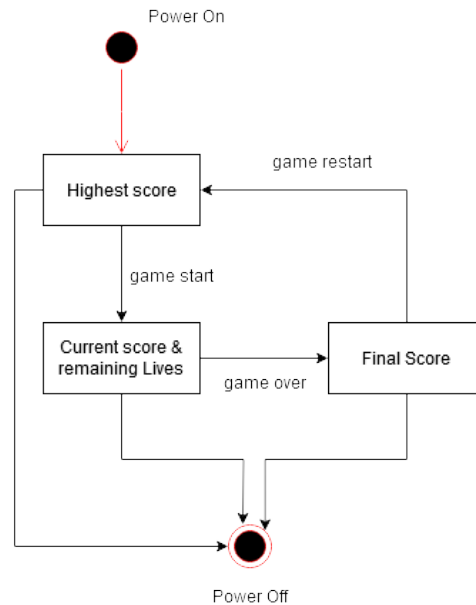 Power On
game restart
Highest score
game start
Current score &
remaining Lives
Final Score
game over
Power Off